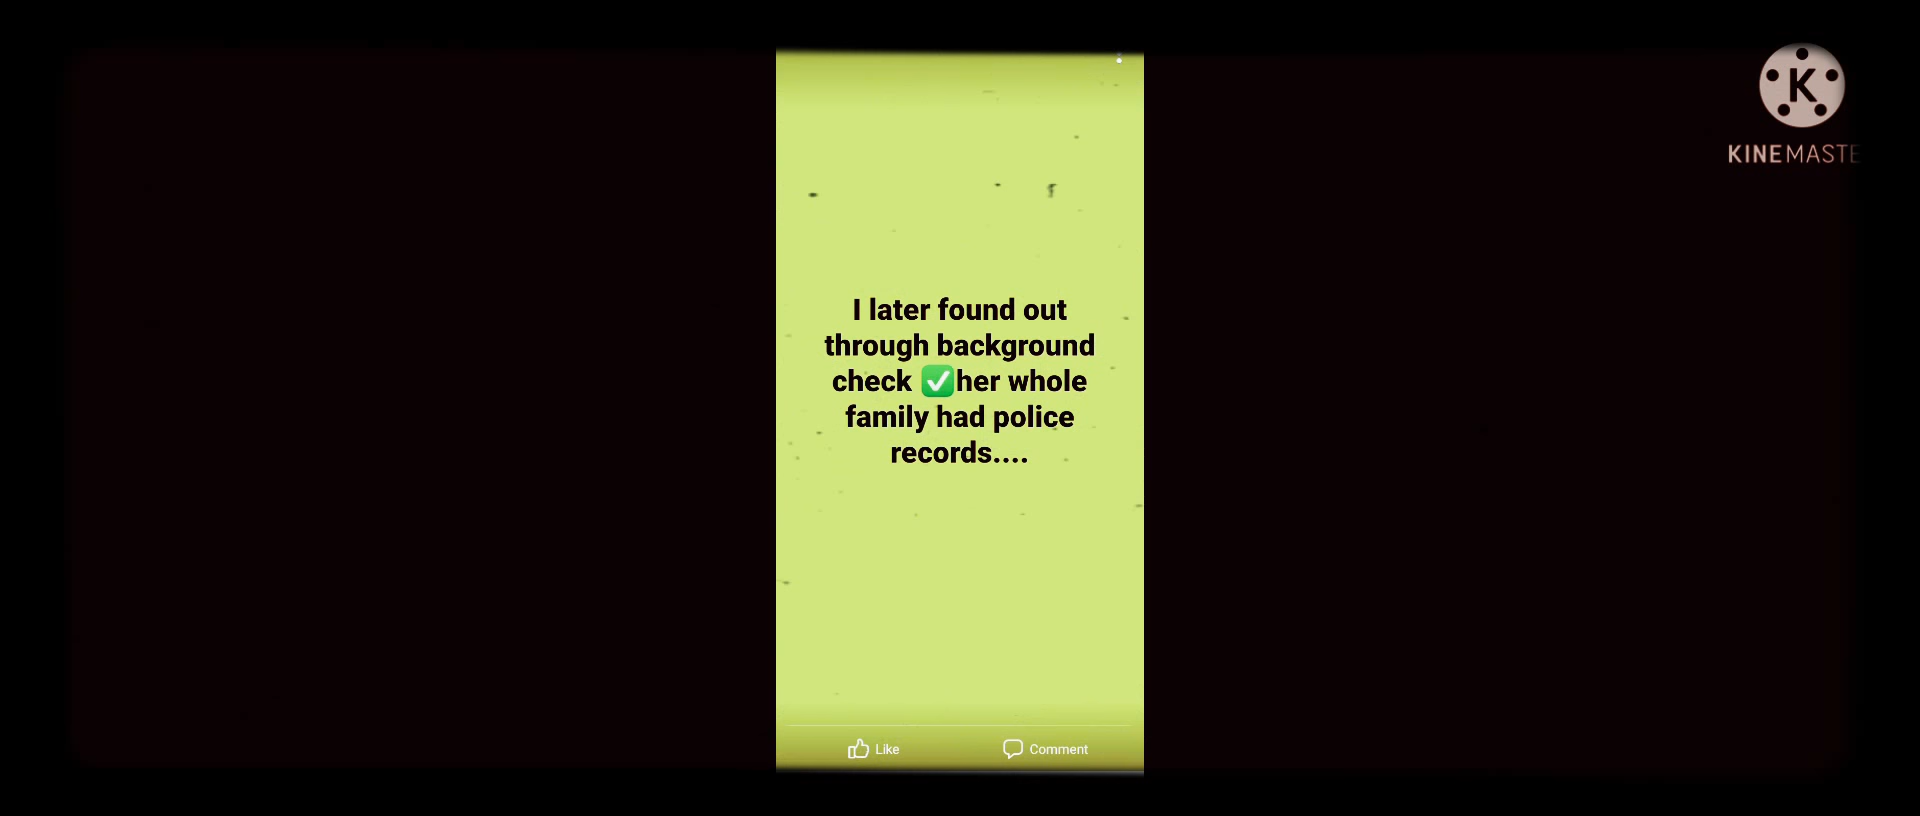 KINEMASTE
I later found out
through background
check ✅her whole
family had police
records....
Like
Comment